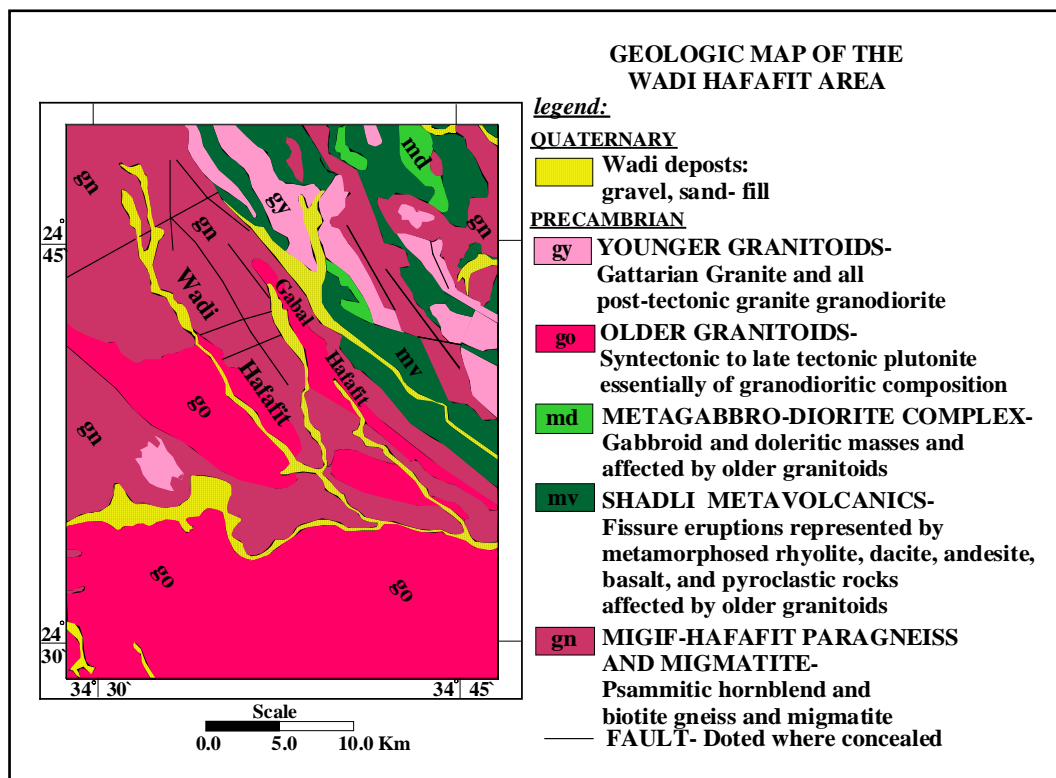 GEOLOGIC MAP OF THE
WADI HAFAFIT AREA
legend:
QUATERNARY
Wadi deposts:
gravel, sand- fill
PRECAMBRIAN
gy YOUNGER GRANITOIDS-
Gattarian Granite and all
post-tectonic granite granodiorite
go OLDER GRANITOIDS-
Syntectonic to late tectonic plutonite
essentially of granodioritic composition
md METAGABBRO-DIORITE COMPLEX-
Gabbroid and doleritic masses and
affected by older granitoids
mv SHADLI METAVOLCANICS-
Fissure eruptions represented by
metamorphosed rhyolite, dacite, andesite,
basalt, and pyroclastic rocks
affected by older granitoids
gn MIGIF-HAFAFIT PARAGNEISS
AND MIGMATITE-
Psammitic hornblend and
biotite gneiss and migmatite
FAULT- Doted where concealed
md
gn
gy
gn
gn
24°
45`
Wadi
Gabal
Hafafit
Hafafit
mv
go
gn
go
go
24°
30`
34° 30`
34° 45`
Scale
0.0 5.0 10.0 Km